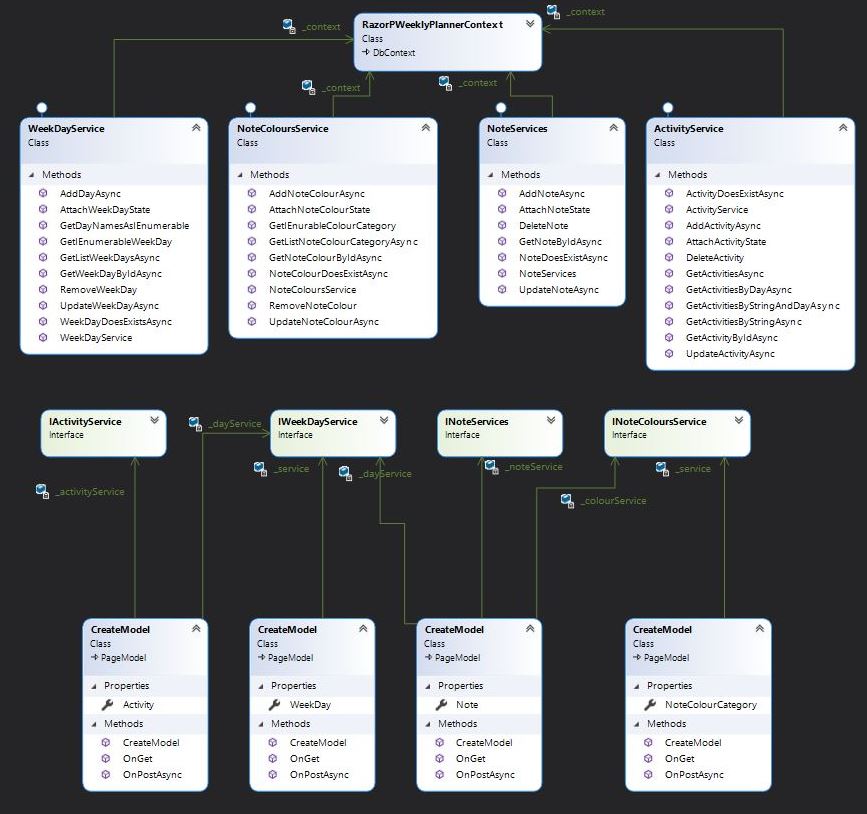 _context
RazorPWeeklyPlannerContext
Class
DbContext
_context
_context
_context
WeekDayService
Class
Methods
AddDayAsync
AttachWeekDayState
GetDayNamesAsIEnumerable
GetIEnumarableWeekDay
GetListWeekDaysAsync
GetWeekDayByIdAsync
RemoveWeekDay
UpdateWeekDayAsync
WeekDayDoesExistsAsync
WeekDayService
NoteColoursService
Class
Methods
AddNoteColourAsync
AttachNoteColourState
GetIEnurableColourCategory
GetListNoteColourCategoryAsync
GetNoteColourByIdAsync
NoteColourDoesExistAsync
NoteColoursService
RemoveNoteColour
UpdateNoteColourAsync
NoteServices
Class
Methods
AddNoteAsync
AttachNoteState
DeleteNote
GetNoteByIdAsync
NoteDoesExistAsync
NoteServices
UpdateNoteAsync
ActivityService
Class
Methods
ActivityDoesExistAsync
ActivityService
AddActivityAsync
AttachActivityState
DeleteActivity
GetActivitiesAsync
GetActivitiesByDayAsync
GetActivitiesByStringAndDayAsync
GetActivitiesByStringAsync
GetActivityByIdAsync
UpdateActivityAsync
IActivityService
Interface
_dayService
IWeekDayService
Interface
INoteServices
Interface
INoteColoursService
Interface
_activityService
_service
_dayService
_noteService
_colourService
_service
CreateModel
Class
PageModel
Properties
Activity
Methods
CreateModel
OnGet
OnPostAsync
CreateModel
Class
PageModel
Properties
WeekDay
Methods
CreateModel
OnGet
OnPostAsync
CreateModel
Class
PageModel
Properties
Note
Methods
CreateModel
OnGet
OnPostAsync
CreateModel
Class
PageModel
Properties
NoteColourCategory
Methods
CreateModel
OnGet
OnPostAsync